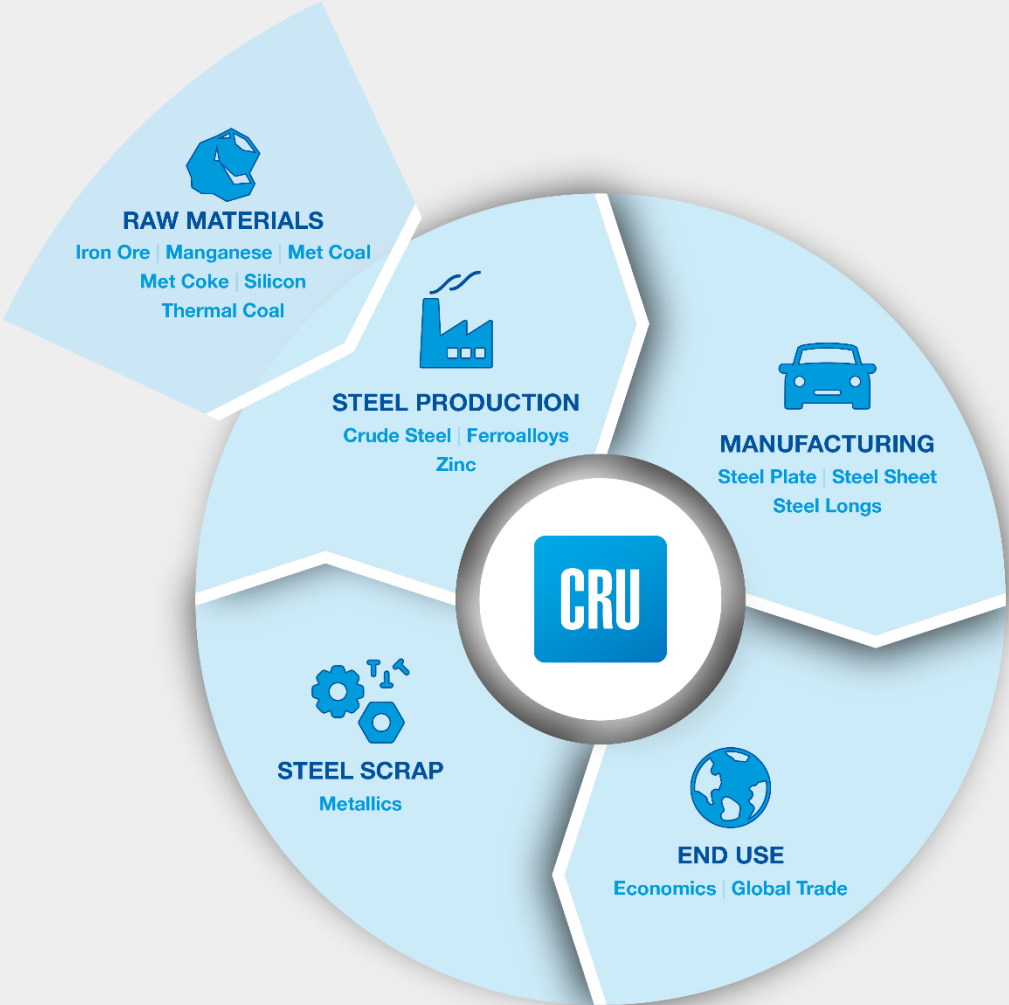 RAW MATERIALS
Iron Ore | Manganese | Met Coal
Met Coke | Silicon
Thermal Coal
STEEL PRODUCTION
Crude Steel | Ferroalloys
Zinc
MANUFACTURING
Steel Plate | Steel Sheet
Steel Longs
CRU
STEEL SCRAP
Metallics
END USE
Economics | Global Trade